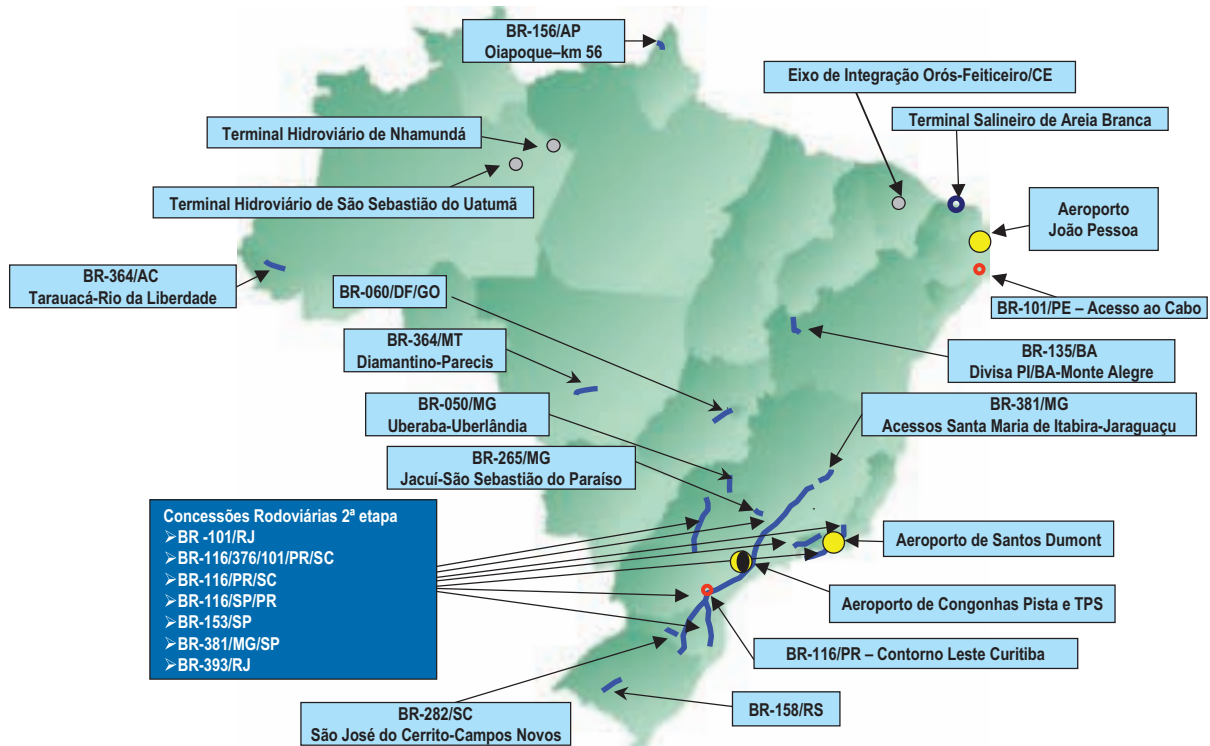 BR-156/AP
Oiapoque–km 56
Eixo de Integração Orós-Feiticeiro/CE
Terminal Hidroviário de Nhamundá
Terminal Salineiro de Areia Branca
Terminal Hidroviário de São Sebastião do Uatumã
Aeroporto
João Pessoa
BR-364/AC
Tarauacá-Rio da Liberdade
BR-060/DF/GO
BR-101/PE – Acesso ao Cabo
BR-364/MT
Diamantino-Parecis
BR-135/BA
Divisa PI/BA-Monte Alegre
BR-050/MG
Uberaba-Uberlândia
BR-381/MG
Acessos Santa Maria de Itabira-Jaraguaçu
BR-265/MG
Jacuí-São Sebastião do Paraíso
Concessões Rodoviárias 2ª etapa
➢BR -101/RJ
➢BR-116/376/101/PR/SC
➢BR-116/PR/SC
➢BR-116/SP/PR
➢BR-153/SP
➢BR-381/MG/SP
➢BR-393/RJ
Aeroporto de Santos Dumont
Aeroporto de Congonhas Pista e TPS
BR-116/PR – Contorno Leste Curitiba
BR-282/SC
São José do Cerrito-Campos Novos
BR-158/RS